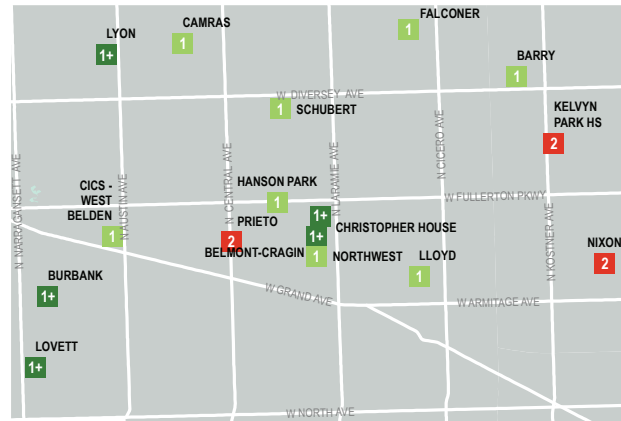 FALCONER
CAMRAS
LYON
1
1
1+
BARRY
1
W DIVERSEY AVE
1
SCHUBERT
KELVYN
PARK HS
2
N NARRAGANSETT AVE
N AUSTIN AVE
N CENTRAL AVE
N LARAMIE AVE
N CICERO AVE
N KOSTNER AVE
CICS -
WEST
BELDEN
1
HANSON PARK
1
W FULLERTON PKWY
1+
PRIETO
2
CHRISTOPHER HOUSE
1+
BELMONT-CRAGIN
1
NORTHWEST
LLOYD
1
NIXON
2
BURBANK
1+
W GRAND AVE
W ARMITAGE AVE
LOVETT
1+
W NORTH AVE